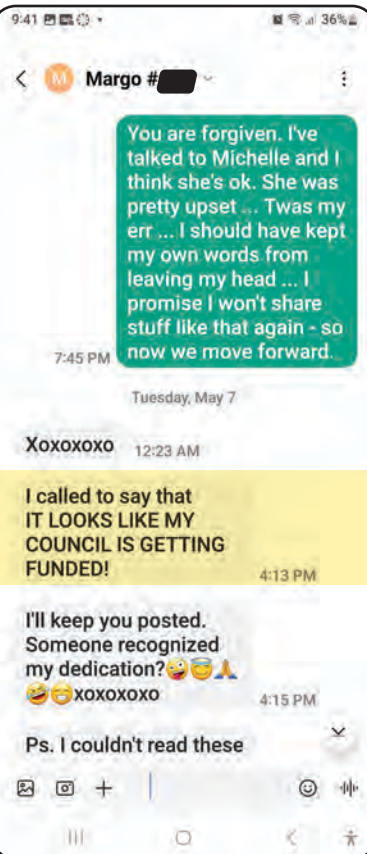 9:41
36%
M Margo #
You are forgiven. I've
talked to Michelle and I
think she's ok. She was
pretty upset ... Twas my
err ... I should have kept
my own words from
leaving my head ... I
promise I won't share
stuff like that again - so
now we move forward.
7:45 PM
Tuesday, May 7
Xoxoxoxo 12:23 AM
I called to say that
IT LOOKS LIKE MY
COUNCIL IS GETTING
FUNDED!
4:13 PM
I'll keep you posted.
Someone recognized
my dedication?🤪😇🙏
🤣😁xoxoxoxo
4:15 PM
Ps. I couldn't read these